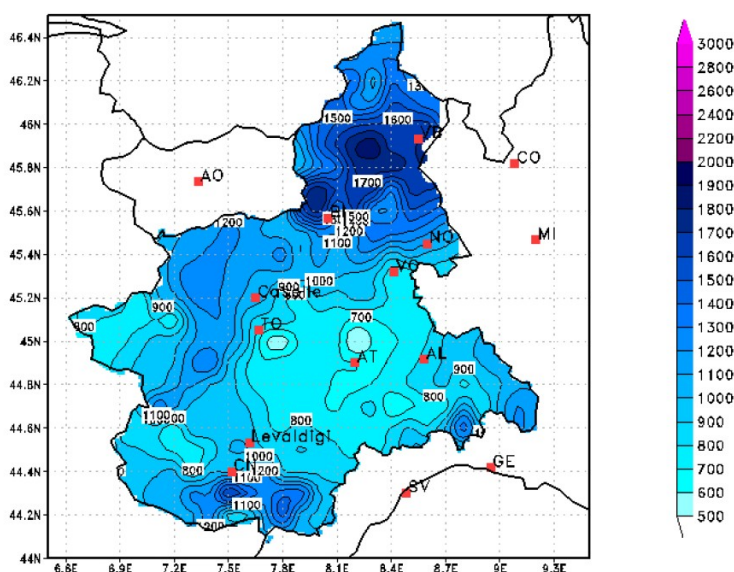 46.4N
46.2N
46N
45.8N
45.6N
45.4N
45.2N
45N
44.8N
44.6N
44.4N
44.2N
44N
6.6E 6.9E 7.2E 7.5E 7.8E 8.1E 8.4E 8.7E 9E 9.3E
1500 1600
VB
CO
AO
1700
BI
1500
1200 1200
1100
NO
MI
VC
1000
900
Caselle
900
800
TO
700
AT
AL
900
800
1100
800
Levaldigi
1000
1200
800
CN
1100
1100
GE
SV
3000
2800
2600
2400
2200
2000
1900
1800
1700
1600
1500
1400
1300
1200
1100
1000
900
800
700
600
500